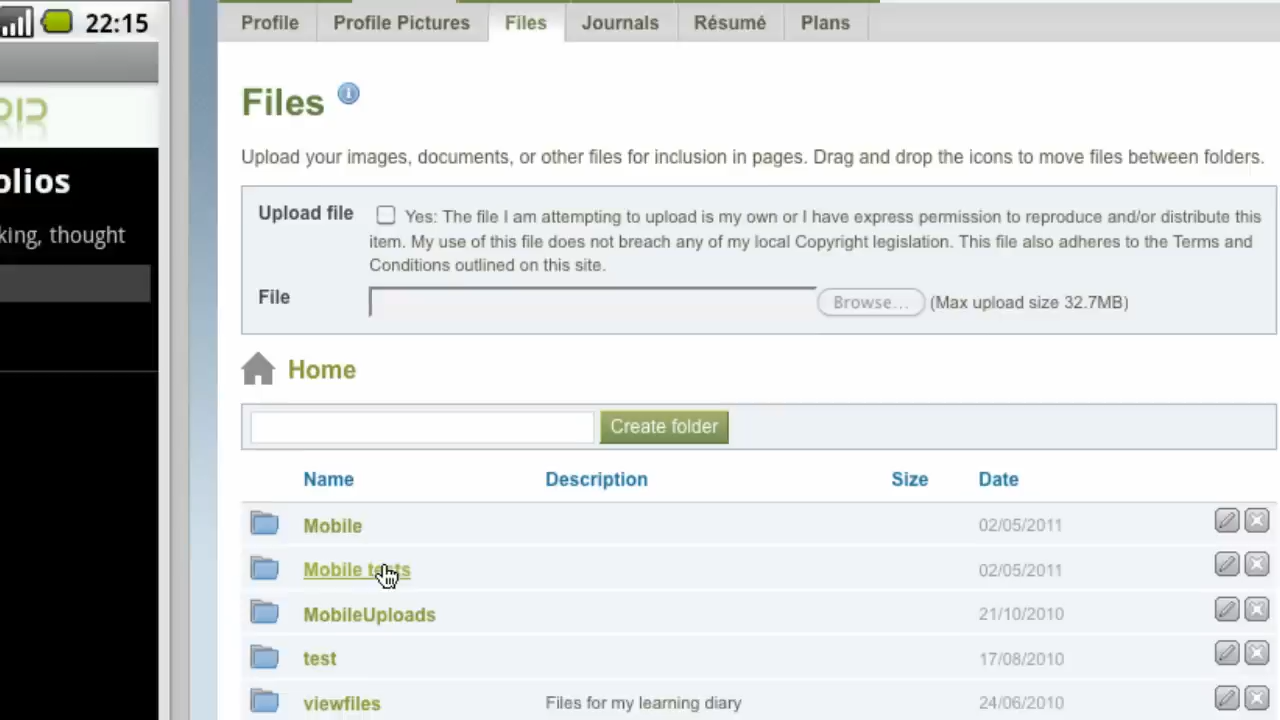 22:15
olios
king, thought
Profile Profile Pictures Files Journals Résumé Plans
Files
Upload your images, documents, or other files for inclusion in pages. Drag and drop the icons to move files between folders.
Upload file Yes: The file I am attempting to upload is my own or I have express permission to reproduce and/or distribute this
item. My use of this file does not breach any of my local Copyright legislation. This file also adheres to the Terms and
Conditions outlined on this site.
File Browse... (Max upload size 32.7MB)
Home
Create folder
Name Description Size Date
Mobile 02/05/2011
Mobile tests 02/05/2011
MobileUploads 21/10/2010
test 17/08/2010
viewfiles Files for my learning diary 24/06/2010